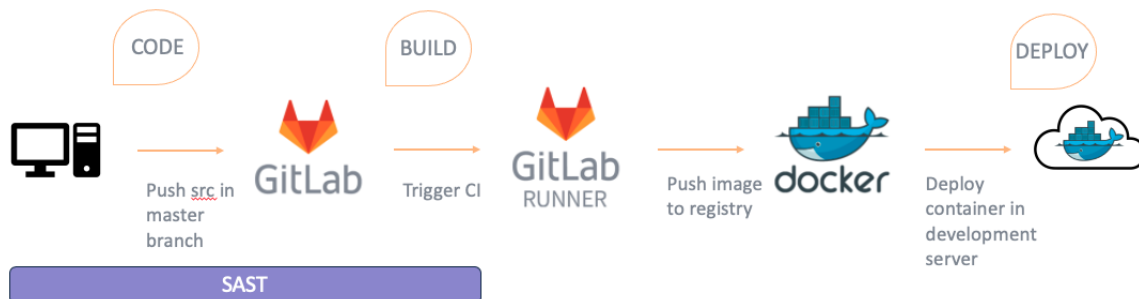 CODE
BUILD
DEPLOY
GitLab
GitLab
RUNNER
docker
Push src in
master
branch
Trigger CI
Push image
to registry
Deploy
container in
development
server
SAST